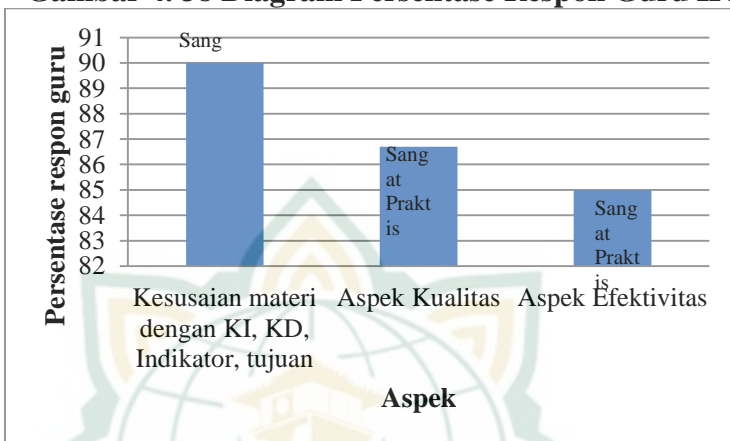 Gambar 4. 38 Diagram Persentase Respon Guru
91
90
89
88
87
86
85
84
83
82
Persentase respon guru
Sang
Sang
at
Prakt
is
Sang
at
Prakt
is
Kesusaian materi
dengan KI, KD,
Indikator, tujuan
Aspek Kualitas
Aspek Efektivitas
Aspek